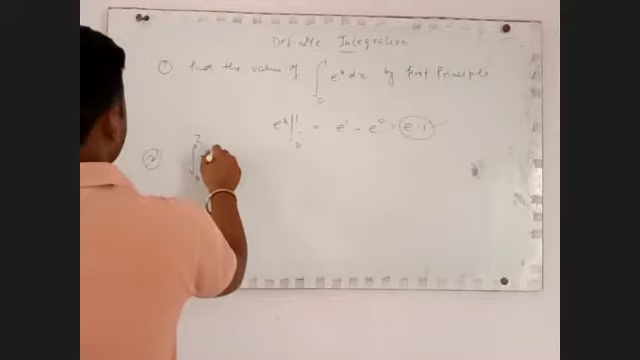 Definite Integration
① Find the value of ∫₀¹ eˣ dx by first Principle
eˣ|₀¹ = e¹ - e⁰ = e-1
② ∫₀²